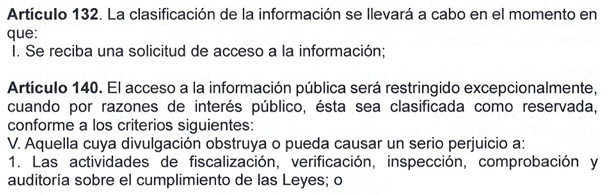 Artículo 132. La clasificación de la información se llevará a cabo en el momento en
que:
I. Se reciba una solicitud de acceso a la información;
Artículo 140. El acceso a la información pública será restringido excepcionalmente,
cuando por razones de interés público, ésta sea clasificada como reservada,
conforme a los criterios siguientes:
V. Aquella cuya divulgación obstruya o pueda causar un serio perjuicio a:
1. Las actividades de fiscalización, verificación, inspección, comprobación y
auditoría sobre el cumplimiento de las Leyes; o